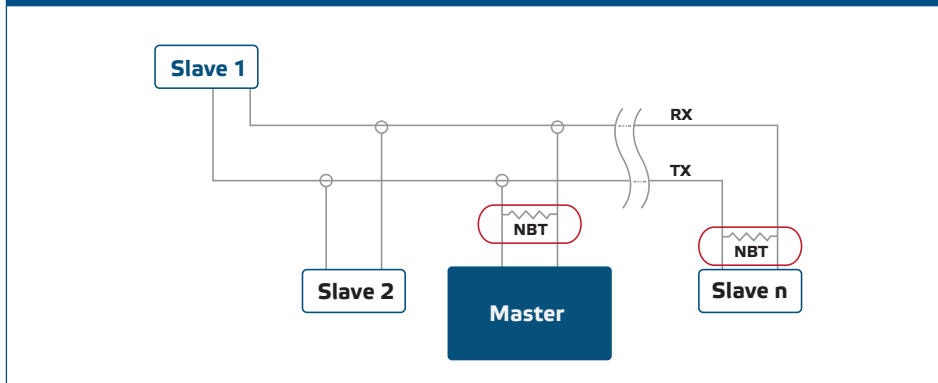 Slave 1
RX
TX
NBT
NBT
Slave 2
Master
Slave n